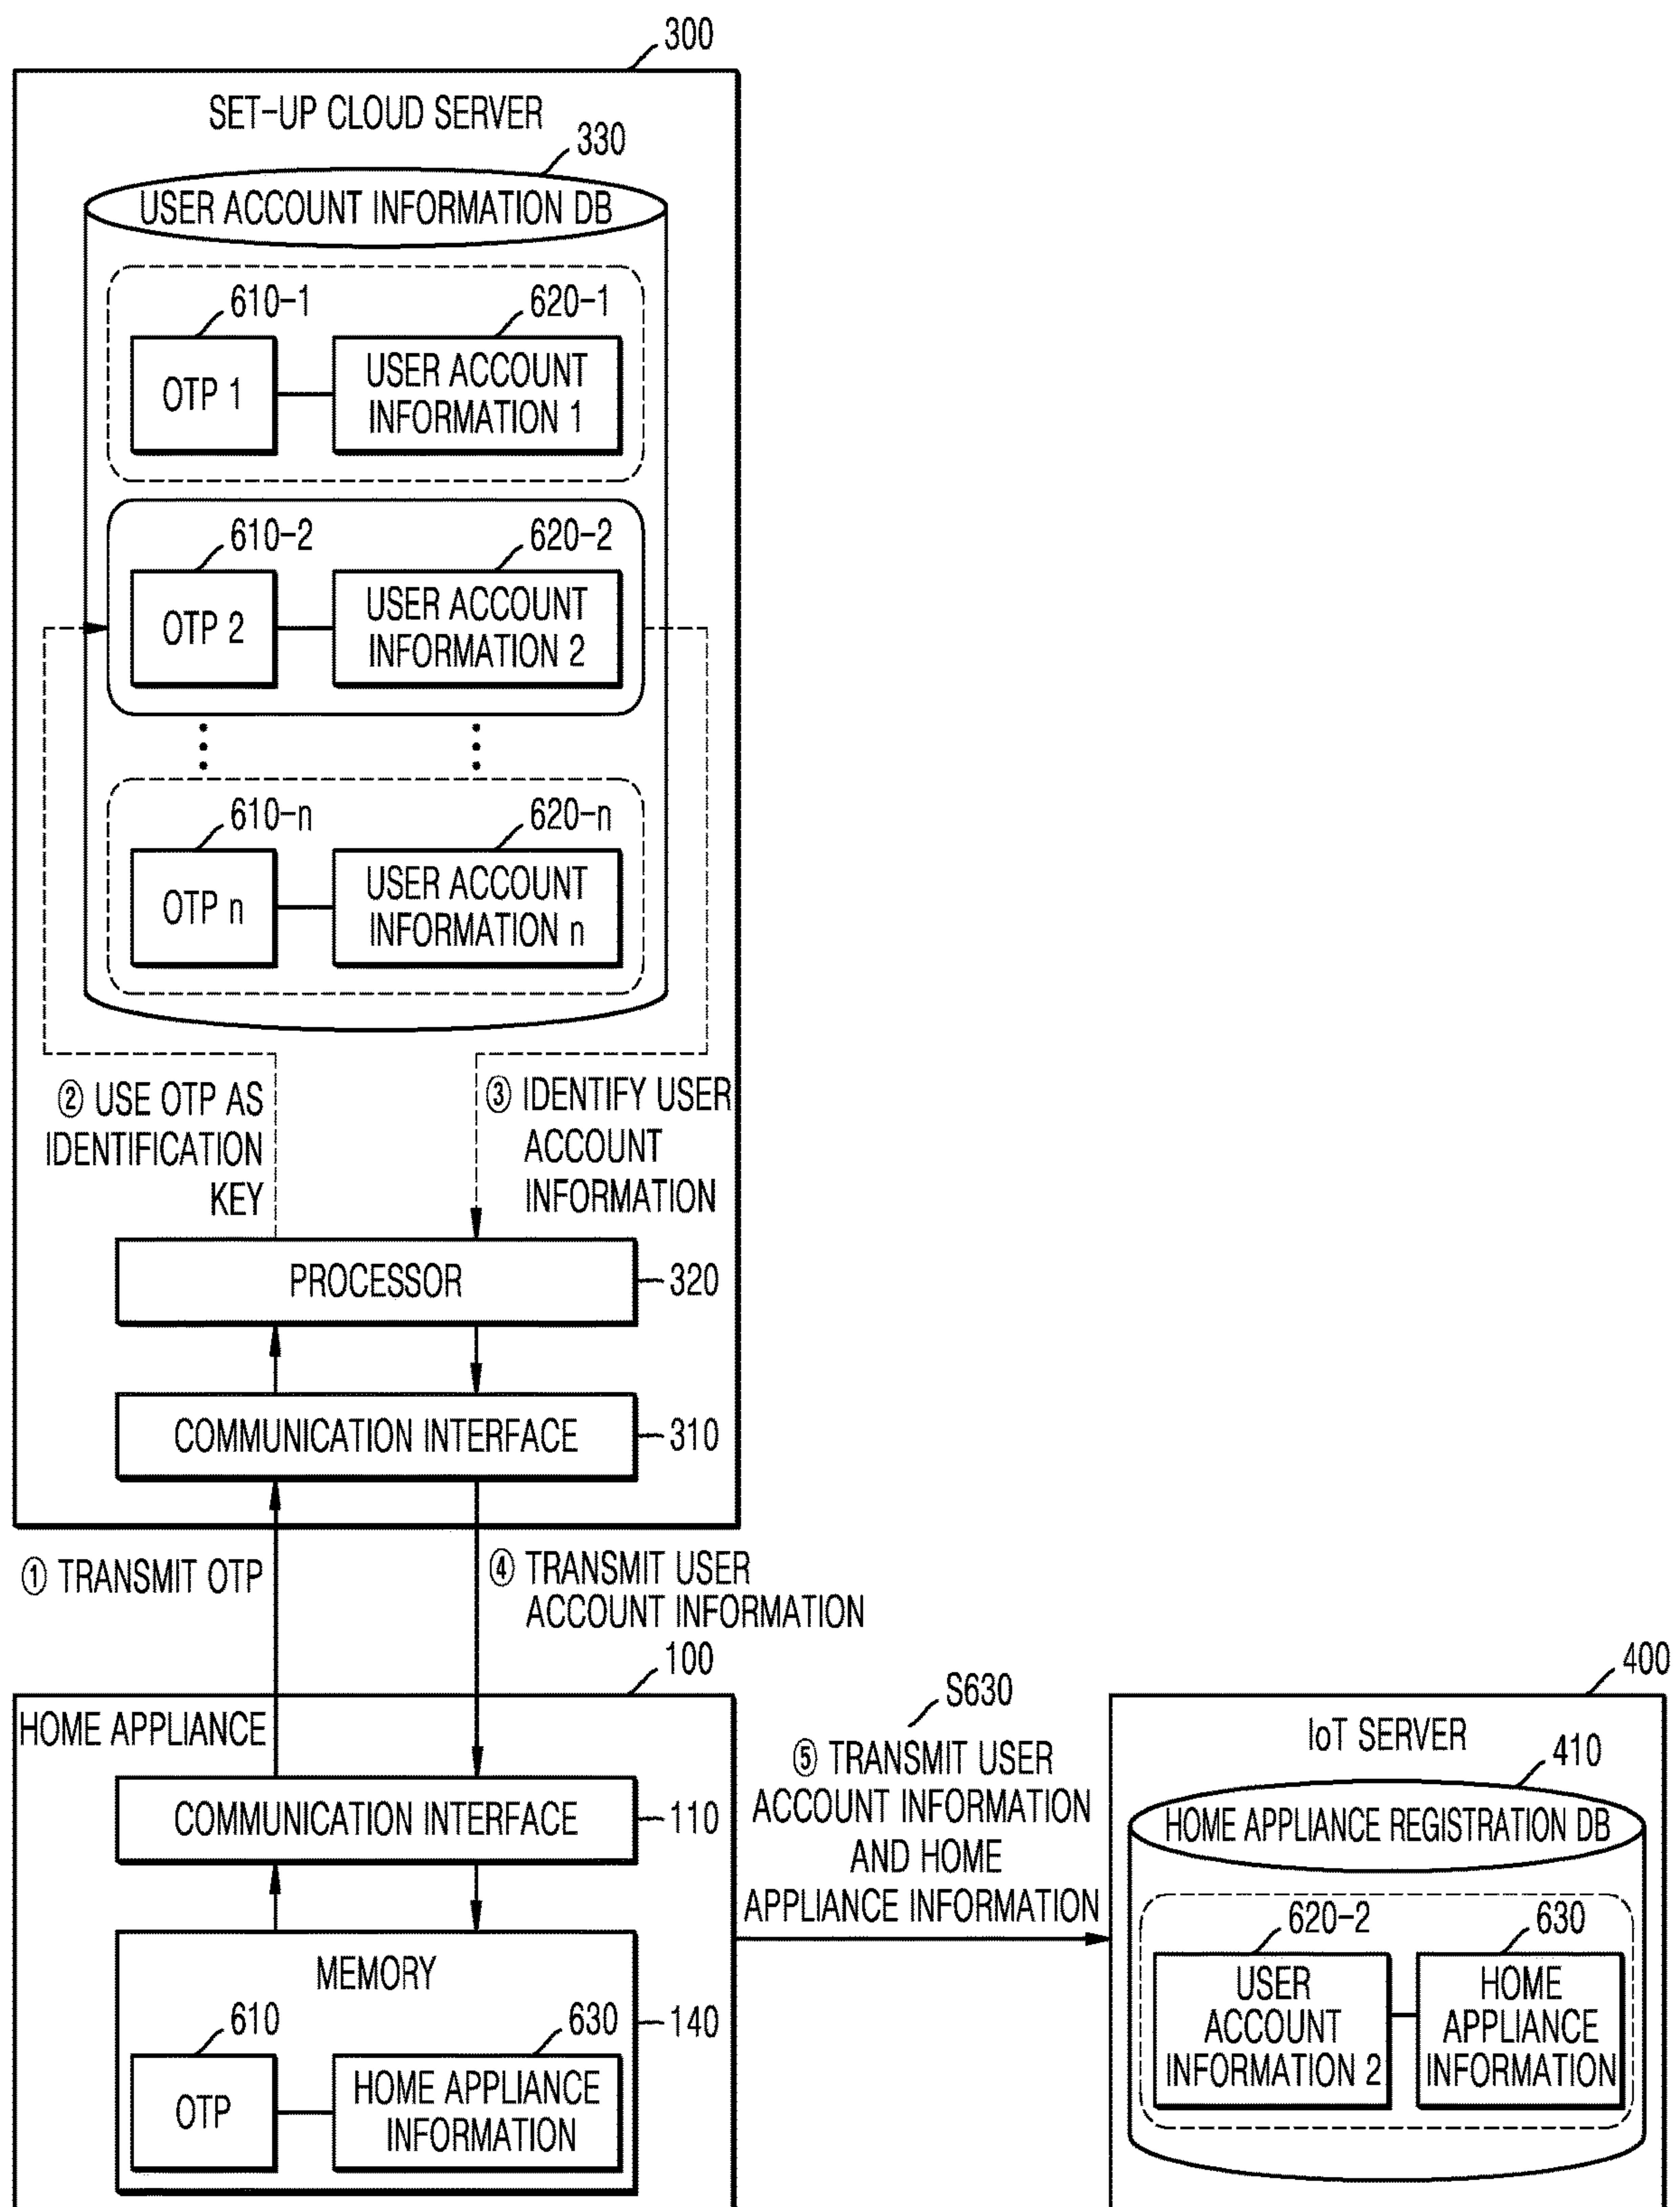 300
SET-UP CLOUD SERVER
330
USER ACCOUNT INFORMATION DB
610-1
620-1
OTP 1
USER ACCOUNT
INFORMATION 1
610-2
620-2
OTP 2
USER ACCOUNT
INFORMATION 2
610-n
620-n
OTP n
USER ACCOUNT
INFORMATION n
② USE OTP AS
IDENTIFICATION
KEY
③ IDENTIFY USER
ACCOUNT
INFORMATION
PROCESSOR
320
COMMUNICATION INTERFACE
310
① TRANSMIT OTP
④ TRANSMIT USER
ACCOUNT INFORMATION
100
HOME APPLIANCE
COMMUNICATION INTERFACE
110
MEMORY
140
610
630
OTP
HOME APPLIANCE
INFORMATION
S630
⑤ TRANSMIT USER
ACCOUNT INFORMATION
AND HOME
APPLIANCE INFORMATION
400
IoT SERVER
410
HOME APPLIANCE REGISTRATION DB
620-2
630
USER
ACCOUNT
INFORMATION 2
HOME
APPLIANCE
INFORMATION